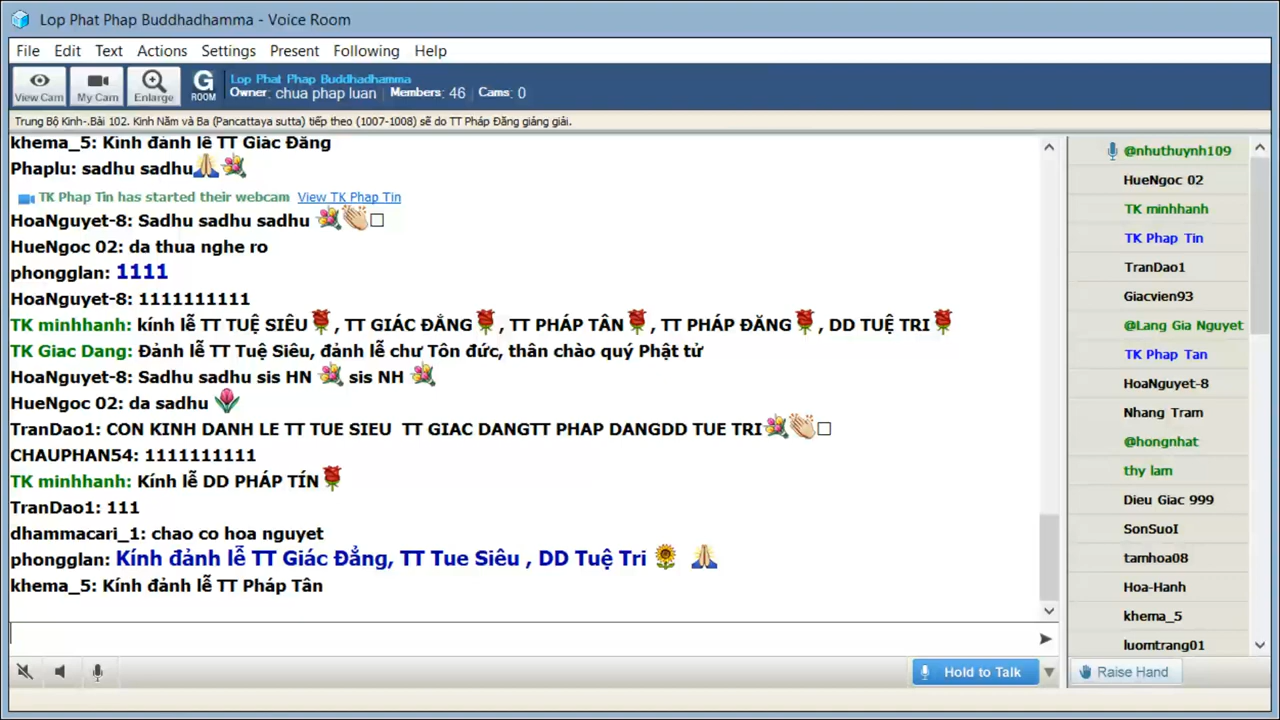 Lop Phat Phap Buddhadhamma - Voice Room
File Edit Text Actions Settings Present Following Help
View Cam My Cam Enlarge G ROOM
Lop Phat Phap Buddhadhamma
Owner: chua phap luan Members: 46 Cams: 0
Trung Bộ Kinh-.Bài 102. Kinh Năm và Ba (Pancattaya sutta) tiếp theo (1007-1008) sẽ do TT Pháp Đăng giảng giải.
khema_5: Kính đảnh lễ TT Giác Đẳng
Phaplu: sadhu sadhu
TK Phap Tin has started their webcam View TK Phap Tin
HoaNguyet-8: Sadhu sadhu sadhu
HueNgoc 02: da thua nghe ro
phongglan: 1111
HoaNguyet-8: 1111111111
TK minhhanh: kính lễ TT TUỆ SIÊU, TT GIÁC ĐẲNG, TT PHÁP TÂN, TT PHÁP ĐĂNG, DD TUỆ TRI
TK Giac Dang: Đảnh lễ TT Tuệ Siêu, đảnh lễ chư Tôn đức, thân chào quý Phật tử
HoaNguyet-8: Sadhu sadhu sis HN sis NH
HueNgoc 02: da sadhu
TranDao1: CON KINH DANH LE TT TUE SIEU TT GIAC DANGTT PHAP DANGDD TUE TRI
CHAUPHAN54: 1111111111
TK minhhanh: Kính lễ DD PHÁP TÍN
TranDao1: 111
dhammacari_1: chao co hoa nguyet
phongglan: Kính đảnh lễ TT Giác Đẳng, TT Tue Siêu , DD Tuệ Tri
khema_5: Kính đảnh lễ TT Pháp Tân
Hold to Talk
@nhuthuynh109
HueNgoc 02
TK minhhanh
TK Phap Tin
TranDao1
Giacvien93
@Lang Gia Nguyet
TK Phap Tan
HoaNguyet-8
Nhang Tram
@hongnhat
thy lam
Dieu Giac 999
SonSuoI
tamhoa08
Hoa-Hanh
khema_5
luomtrang01
Raise Hand